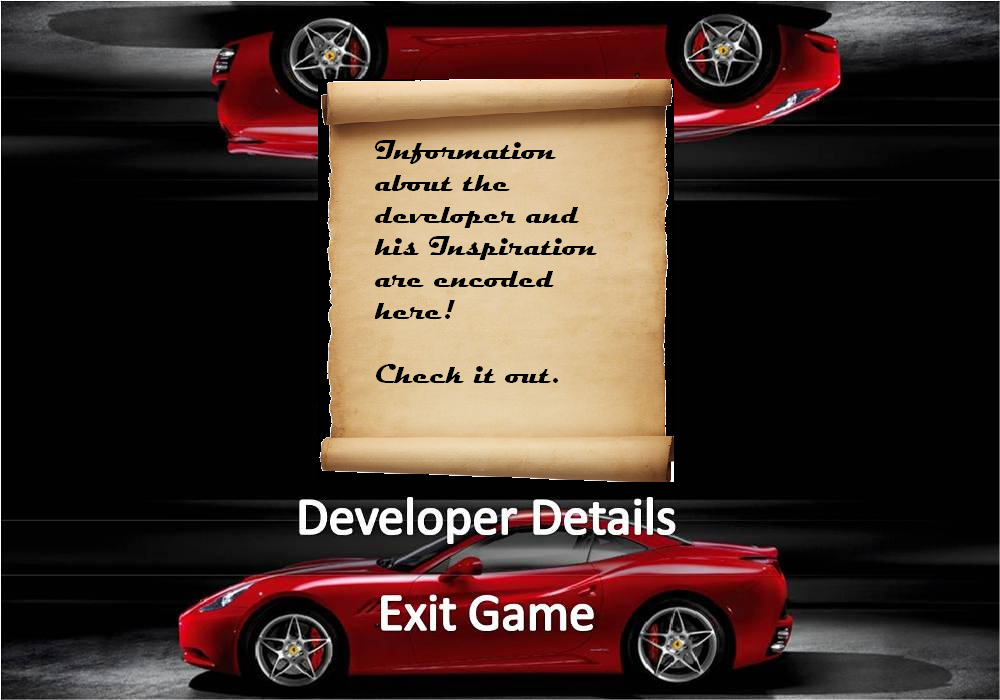 Information
about the
developer and
his Inspiration
are encoded
here!
Check it out.
Developer Details
Exit Game